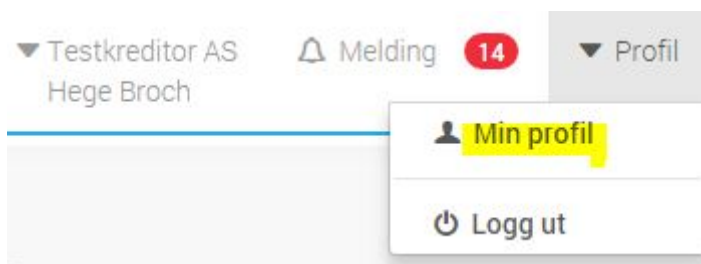 Testkreditor AS
Hege Broch
Melding 14
Profil
Min profil
Logg ut